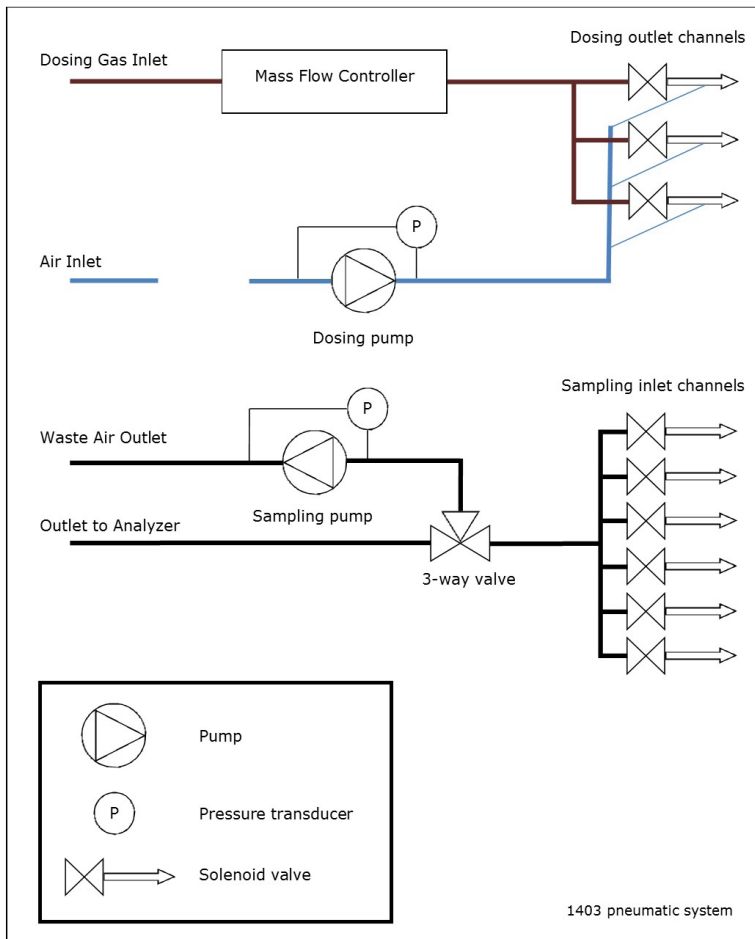 Dosing outlet channels
Dosing Gas Inlet
Mass Flow Controller
P
Air Inlet
Dosing pump
Sampling inlet channels
P
Waste Air Outlet
Sampling pump
Outlet to Analyzer
3-way valve
Pump
P
Pressure transducer
Solenoid valve
1403 pneumatic system